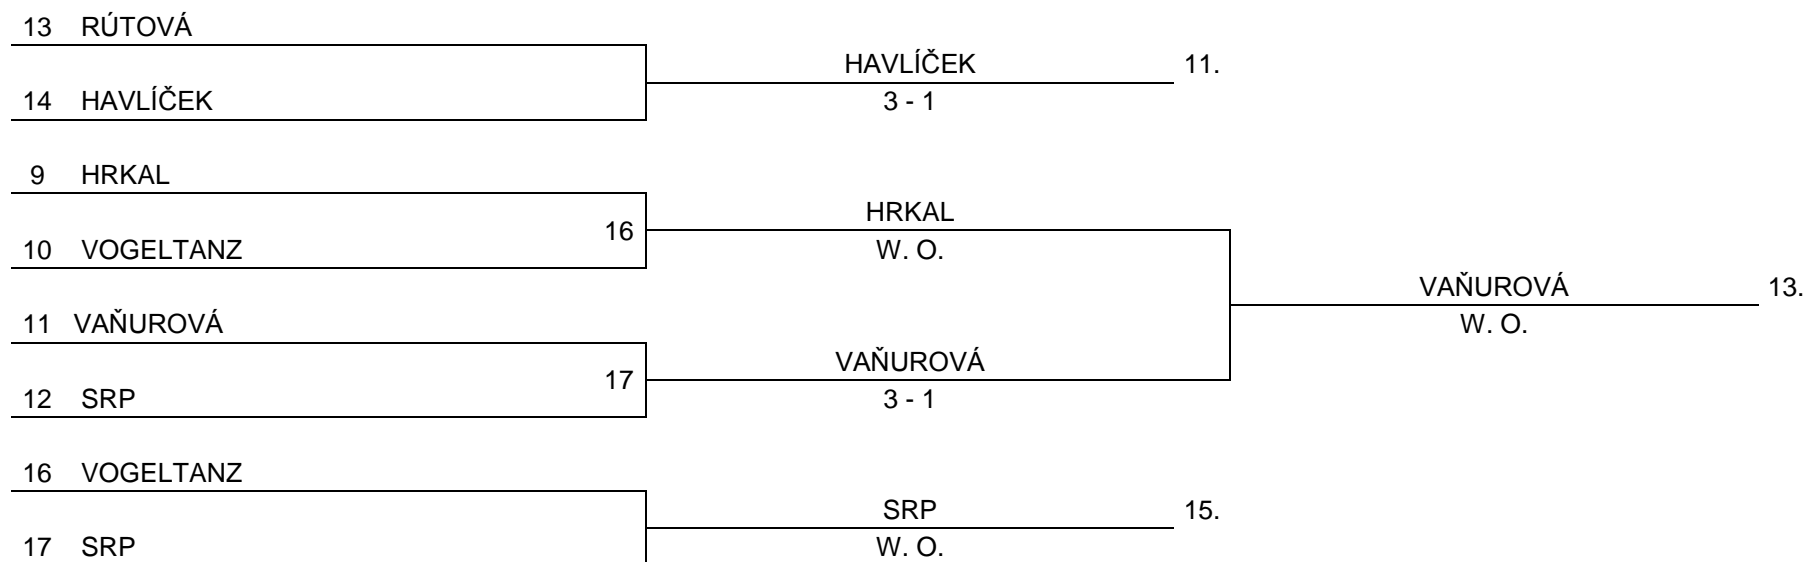 13 RÚTOVÁ
HAVLÍČEK 11.
14 HAVLÍČEK 3 - 1
9 HRKAL
HRKAL
16
10 VOGELTANZ W. O.
VAŇUROVÁ 13.
11 VAŇUROVÁ W. O.
VAŇUROVÁ
17
12 SRP 3 - 1
16 VOGELTANZ
SRP 15.
17 SRP W. O.